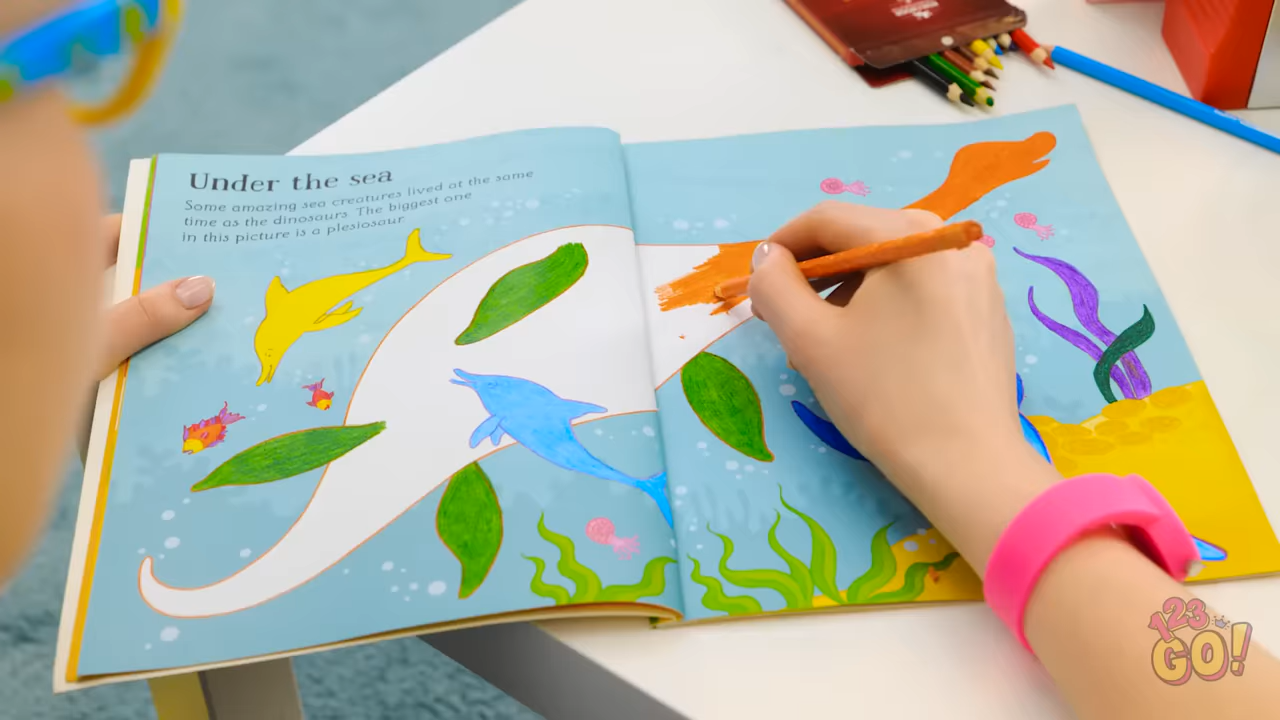 Under the sea
Some amazing sea creatures lived at the same
time as the dinosaurs. The biggest one
in this picture is a plesiosaur.
123
GO!